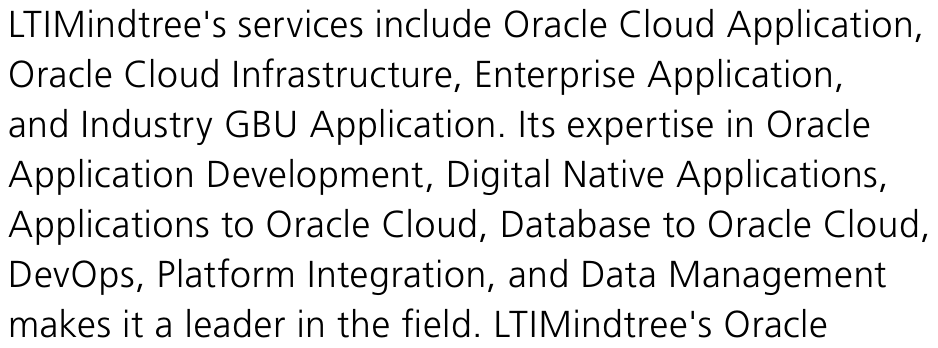 LTIMindtree's services include Oracle Cloud Application,
Oracle Cloud Infrastructure, Enterprise Application,
and Industry GBU Application. Its expertise in Oracle
Application Development, Digital Native Applications,
Applications to Oracle Cloud, Database to Oracle Cloud,
DevOps, Platform Integration, and Data Management
makes it a leader in the field. LTIMindtree's Oracle